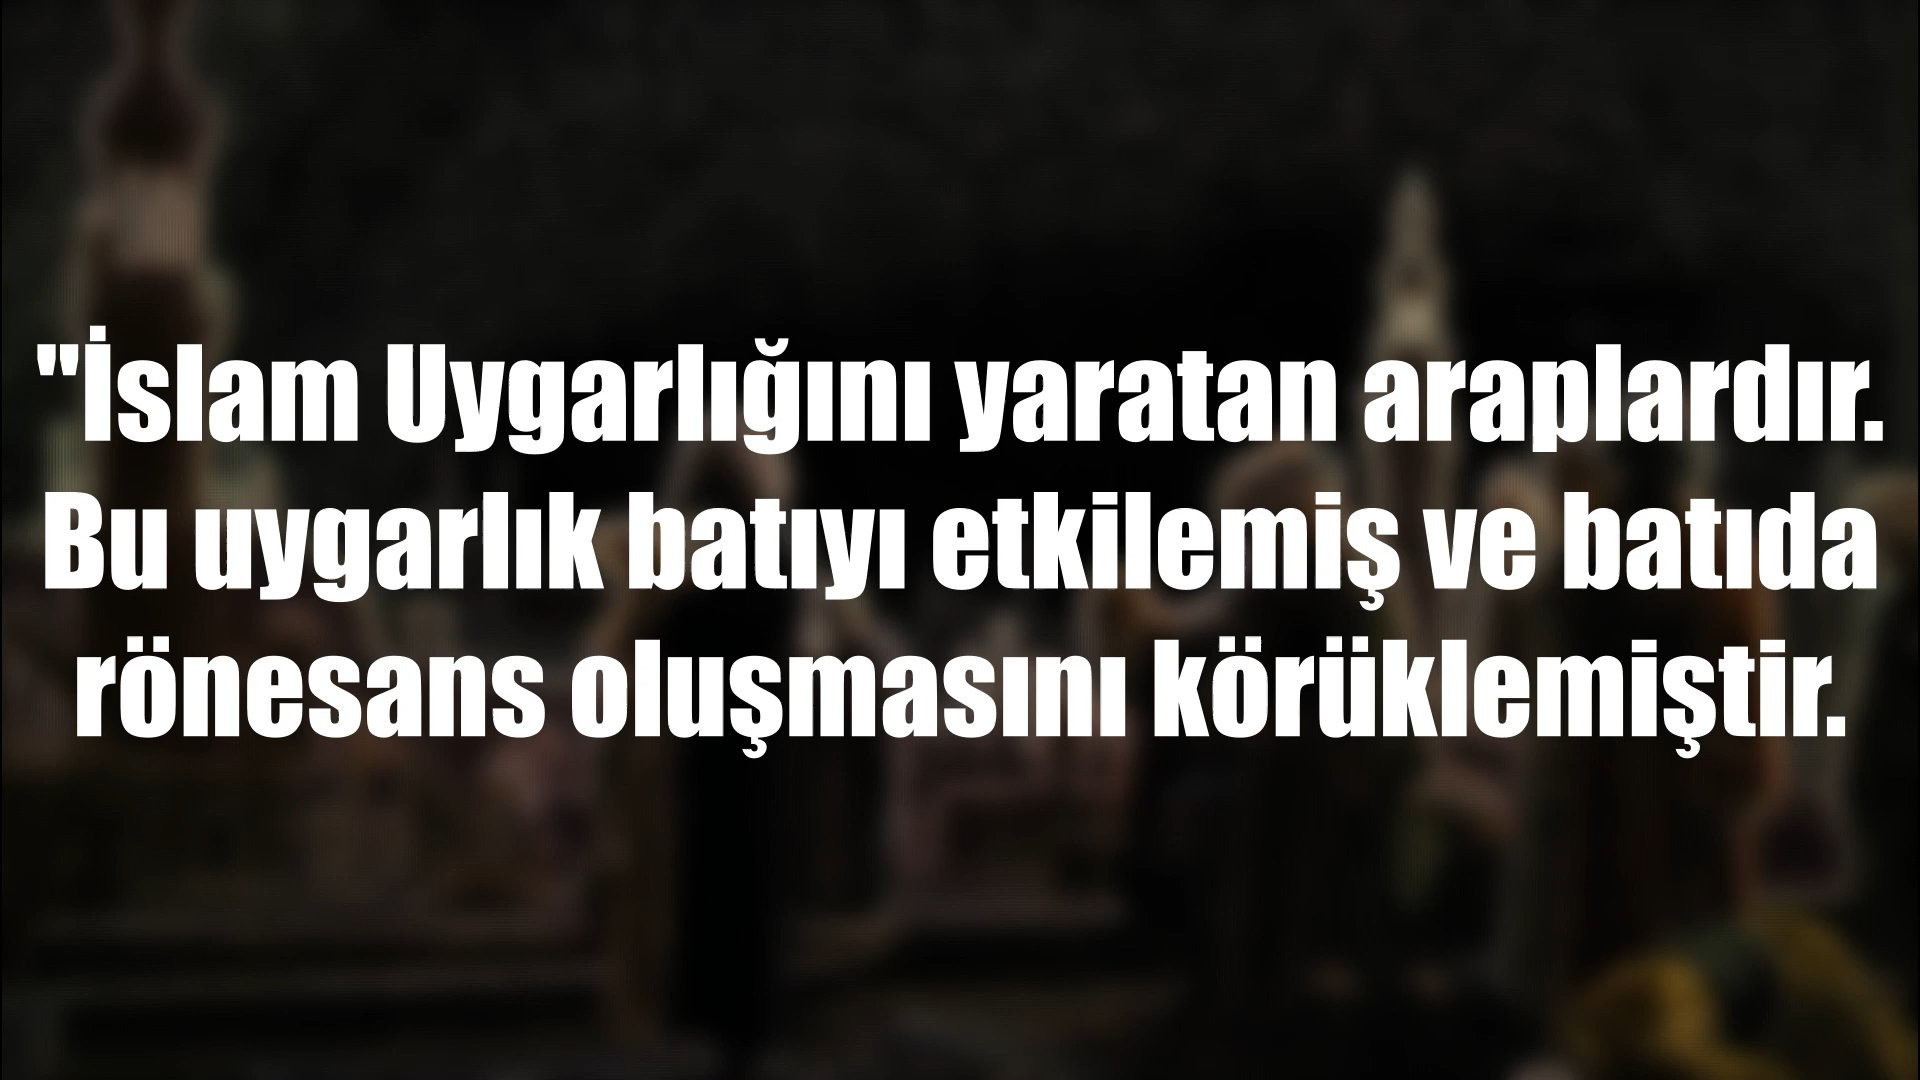 "İslam Uygarlığını yaratan araplardır.
Bu uygarlık batıyı etkilemiş ve batıda
rönesans oluşmasını körüklemiştir.